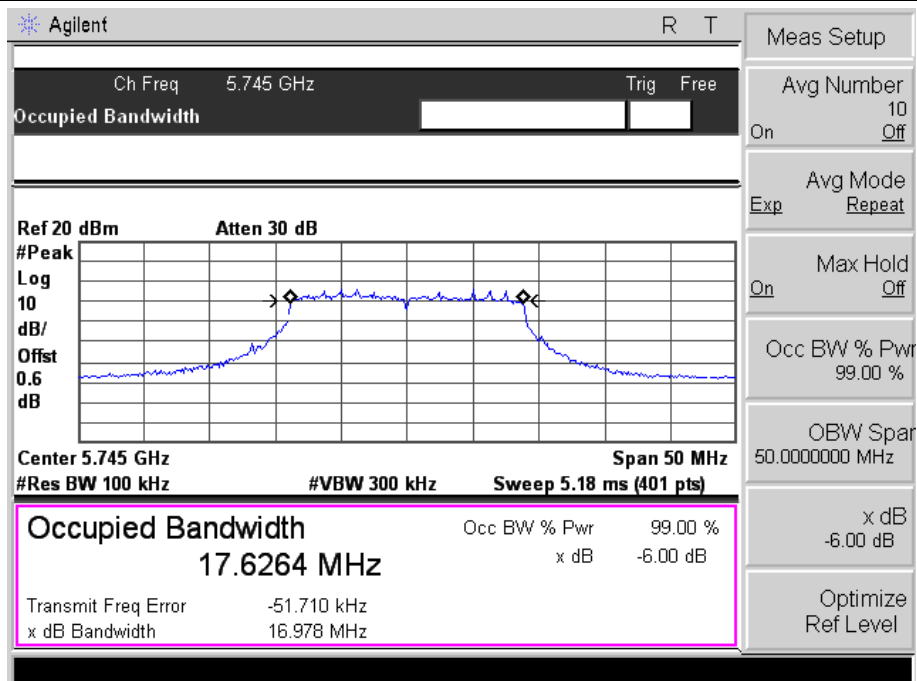 Agilent R T
Ch Freq 5.745 GHz Trig Free
Occupied Bandwidth
Ref 20 dBm Atten 30 dB
#Peak
Log
10
dB/
Offst
0.6
dB
Center 5.745 GHz Span 50 MHz
#Res BW 100 kHz #VBW 300 kHz Sweep 5.18 ms (401 pts)
Occupied Bandwidth Occ BW % Pwr 99.00 %
17.6264 MHz x dB -6.00 dB
Transmit Freq Error -51.710 kHz
x dB Bandwidth 16.978 MHz
Meas Setup
Avg Number
10
On Off
Avg Mode
Exp Repeat
Max Hold
On Off
Occ BW % Pwr
99.00 %
OBW Span
50.0000000 MHz
x dB
-6.00 dB
Optimize
Ref Level